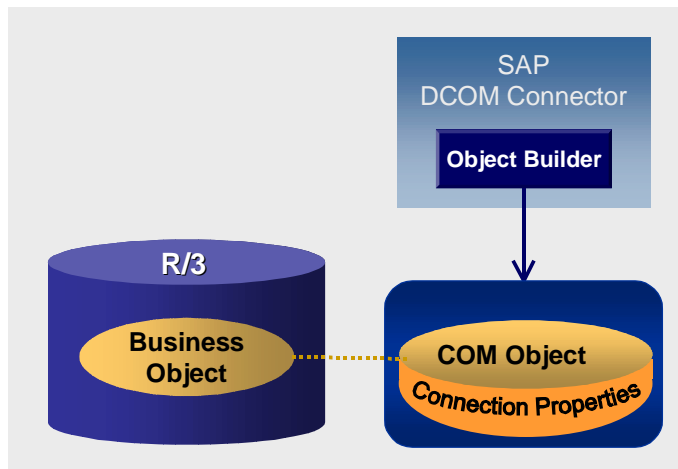 SAP
DCOM Connector
Object Builder
R/3
Business
Object
COM Object
Connection Properties